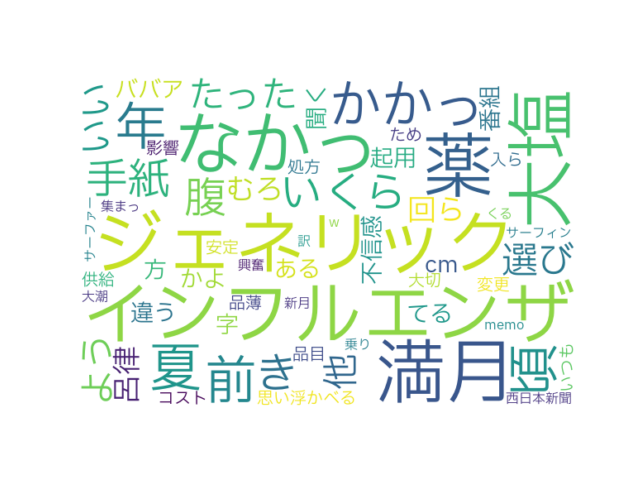 ババア
たった
かかっ
聞く
番組
大塩
いい
年
影響
なかっ
ため
薬
手紙
処方
起用
入ら
集まっ
腹
むろ
いくら
回ら
くる
サーファー
ジェネリック
w
不信感
サーフィン
安定
訳
選び
供給
方
かよ
興奮
ある
cm
大切
変更
大潮
インフルエンザ
違う
字
品薄
新月
てる
memo
よう
呂律
夏
前き
他
品目
乗り
満月
頃
いつも
コスト
思い浮かべる
西日本新聞